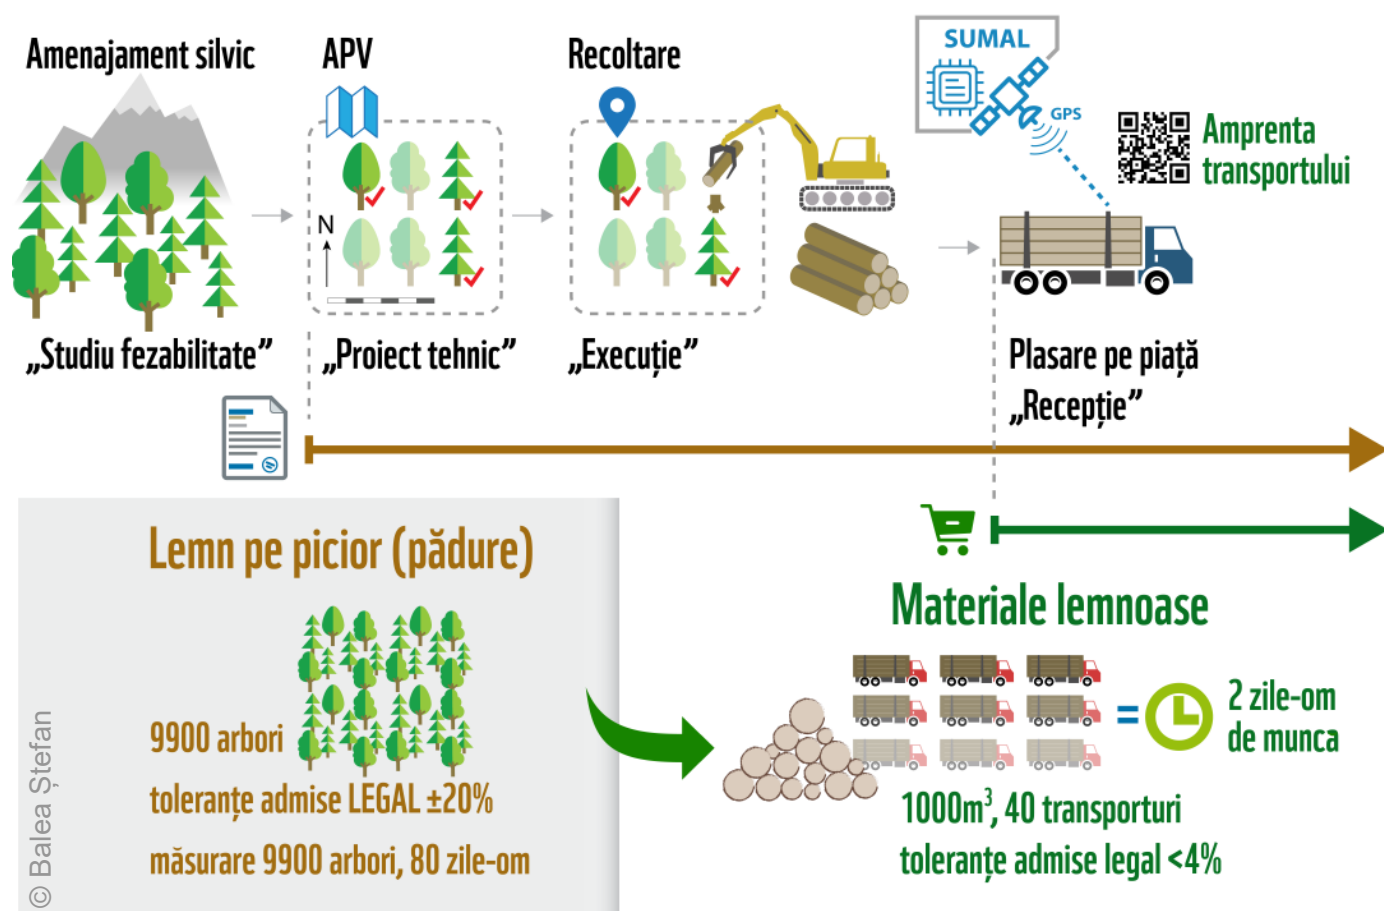 Amenajament silvic
APV
Recoltare
SUMAL
GPS
Amprenta
transportului
N
„Studiu fezabilitate”
„Proiect tehnic”
„Execuție”
Plasare pe piață
„Recepție”
Lemn pe picior (pădure)
9900 arbori
toleranțe admise LEGAL ±20%
măsurare 9900 arbori, 80 zile-om
Materiale lemnoase
=
2 zile-om
de munca
1000m³, 40 transporturi
toleranțe admise legal <4%
© Balea Ștefan